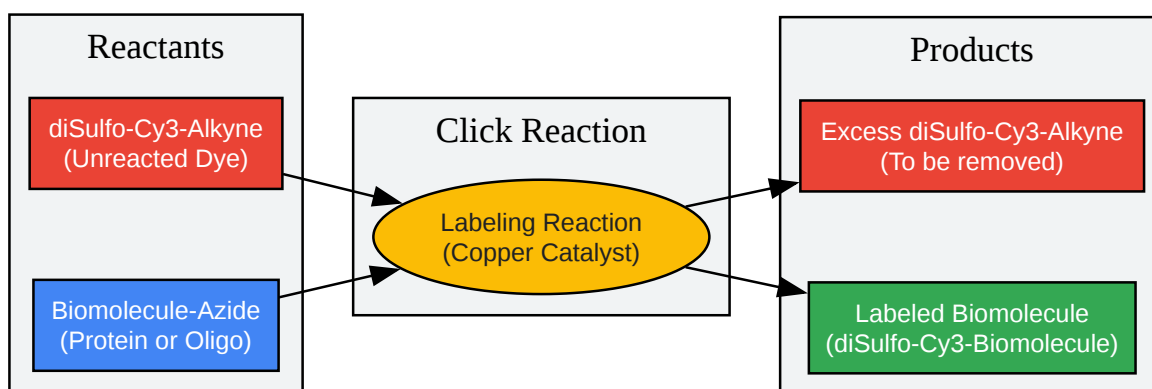 Reactants
diSulfo-Cy3-Alkyne
(Unreacted Dye)
Biomolecule-Azide
(Protein or Oligo)
Click Reaction
Labeling Reaction
(Copper Catalyst)
Products
Excess diSulfo-Cy3-Alkyne
(To be removed)
Labeled Biomolecule
(diSulfo-Cy3-Biomolecule)